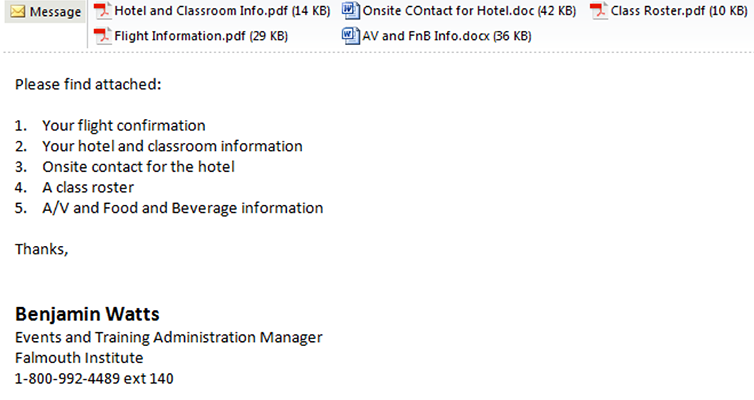 Message Hotel and Classroom Info.pdf (14 KB) Onsite COntact for Hotel.doc (42 KB) Class Roster.pdf (10 KB)
Flight Information.pdf (29 KB) AV and FnB Info.docx (36 KB)
Please find attached:
1. Your flight confirmation
2. Your hotel and classroom information
3. Onsite contact for the hotel
4. A class roster
5. A/V and Food and Beverage information
Thanks,
Benjamin Watts
Events and Training Administration Manager
Falmouth Institute
1-800-992-4489 ext 140